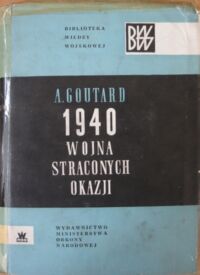 BIBLIOTEKA
WIEDZY
WOJSKOWEJ
BWW
A. GOUTARD
1940
WOJNA
STRACONYCH
OKAZJI
WYDAWNICTWO
MINISTERSTWA
OBRONY
NARODOWEJ